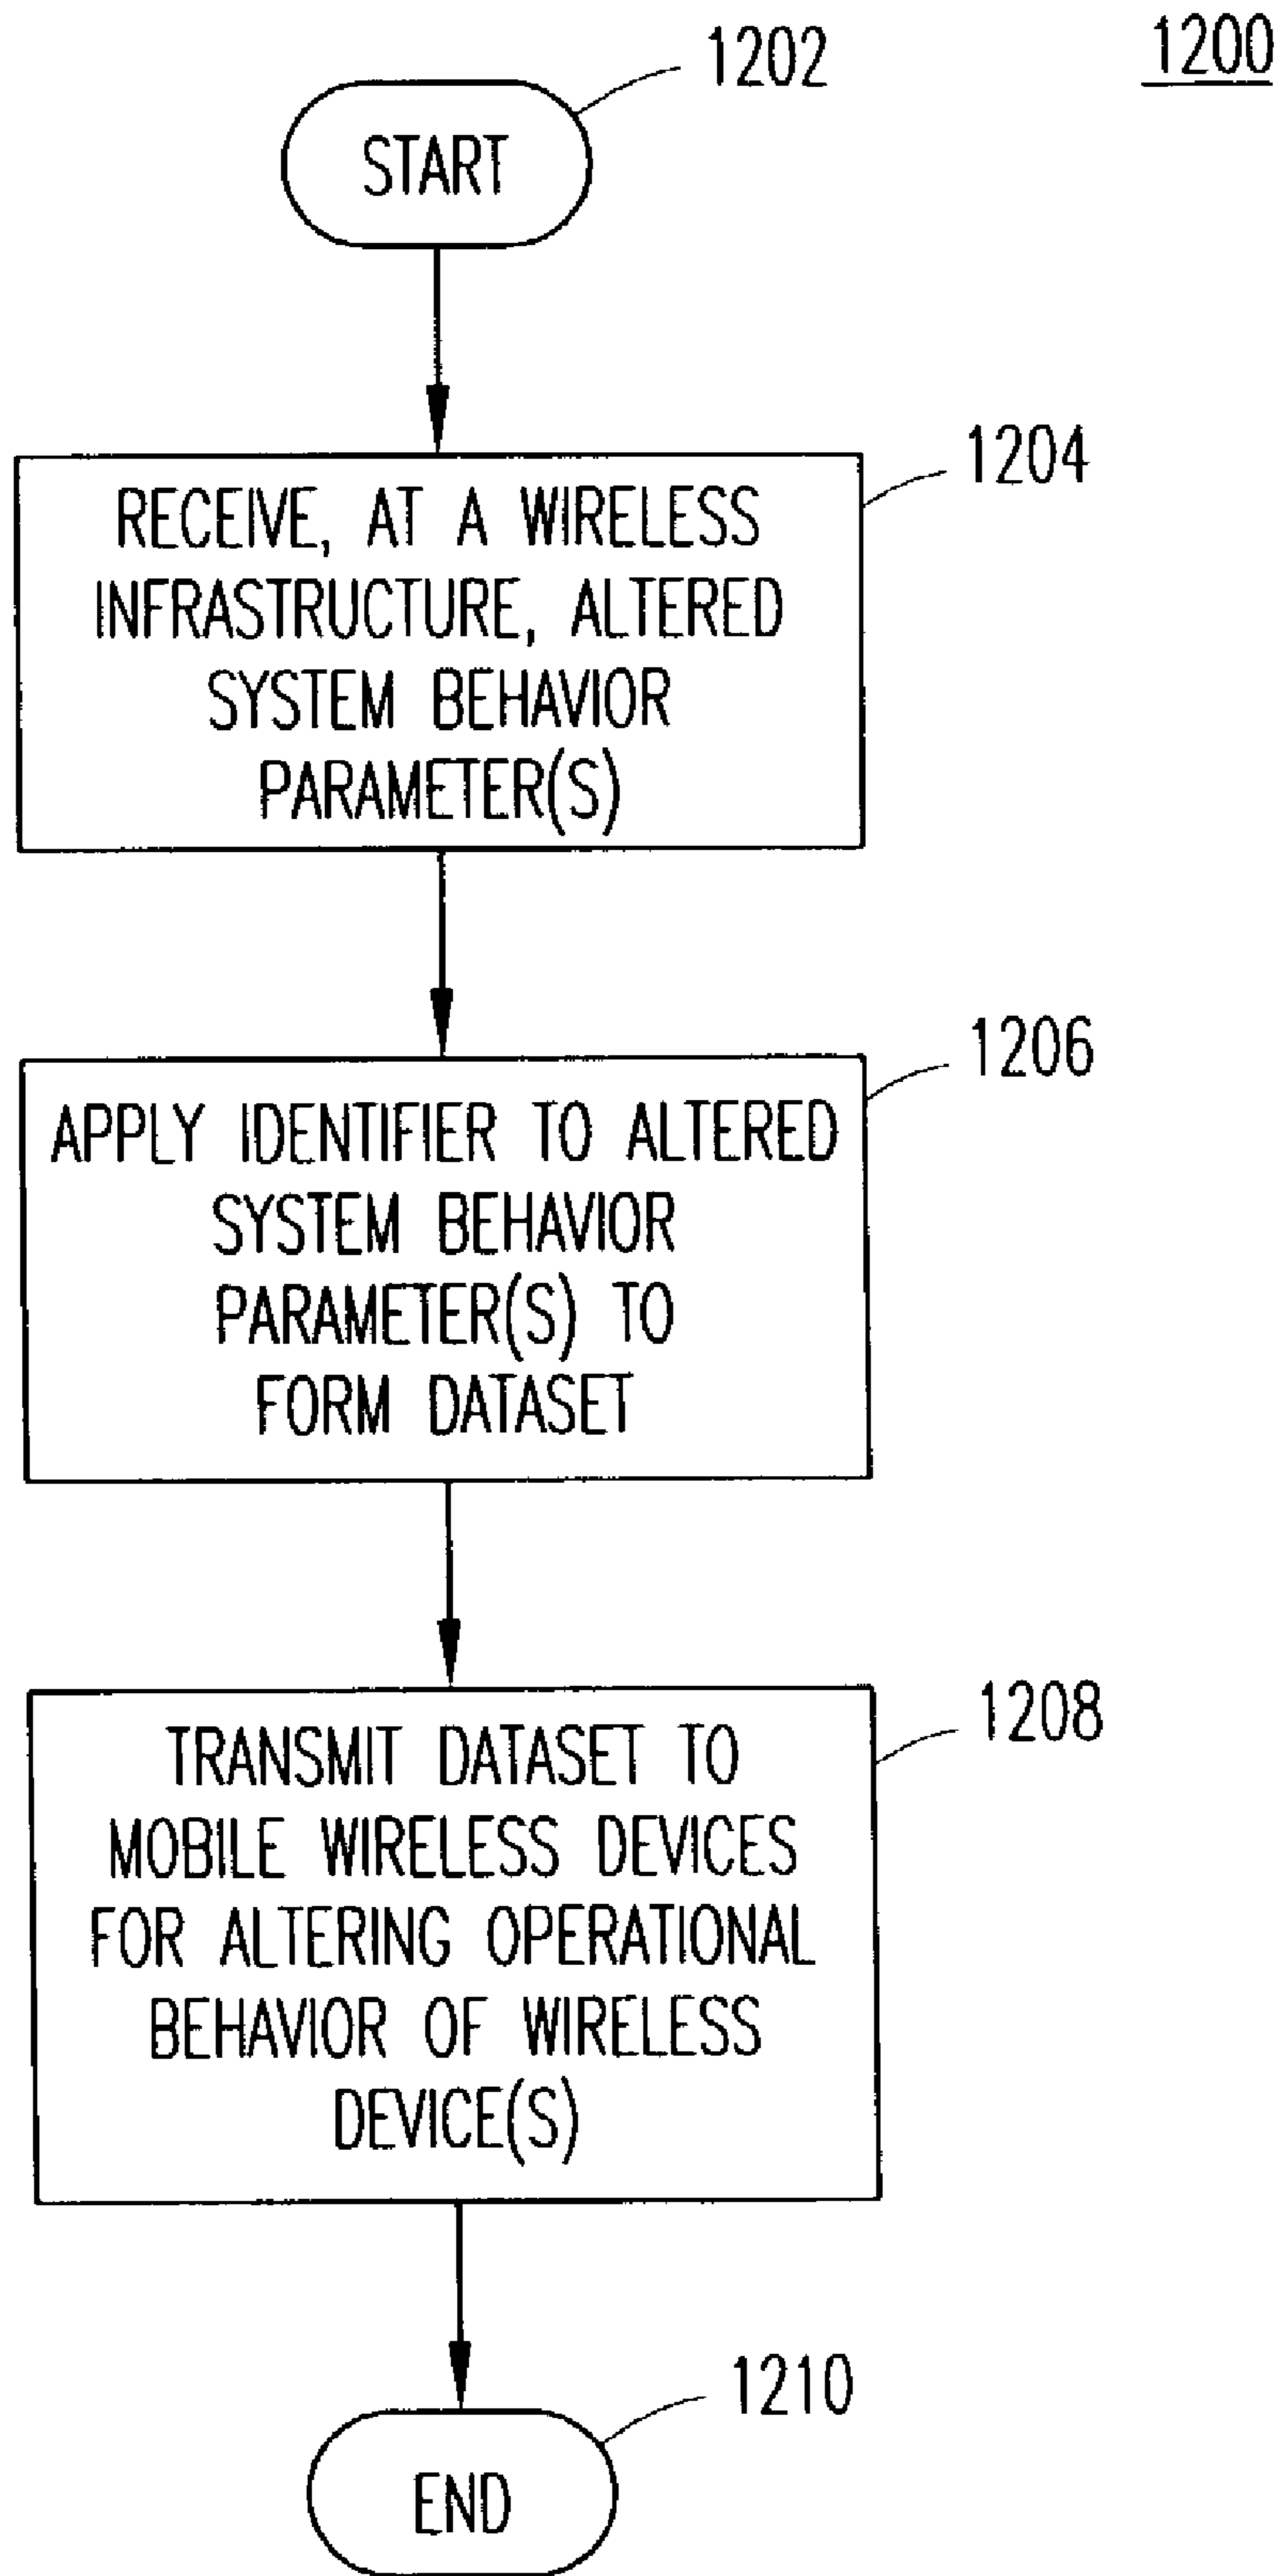 1200
1202
START
1204
RECEIVE, AT A WIRELESS
INFRASTRUCTURE, ALTERED
SYSTEM BEHAVIOR
PARAMETER(S)
1206
APPLY IDENTIFIER TO ALTERED
SYSTEM BEHAVIOR
PARAMETER(S) TO
FORM DATASET
1208
TRANSMIT DATASET TO
MOBILE WIRELESS DEVICES
FOR ALTERING OPERATIONAL
BEHAVIOR OF WIRELESS
DEVICE(S)
1210
END